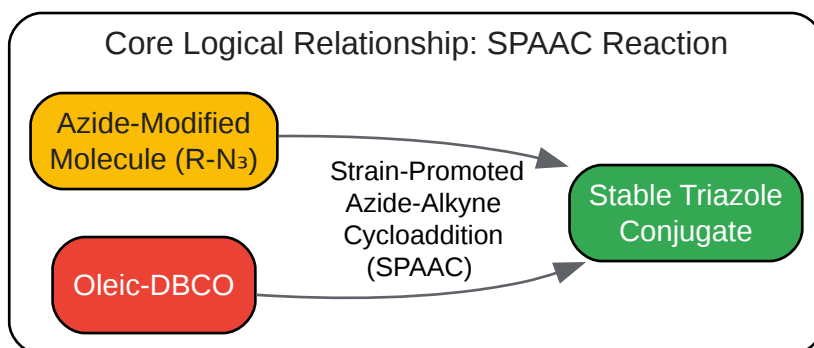 Core Logical Relationship: SPAAC Reaction
Azide-Modified
Molecule (R-N₃)
Strain-Promoted
Azide-Alkyne
Cycloaddition
(SPAAC)
Stable Triazole
Conjugate
Oleic-DBCO